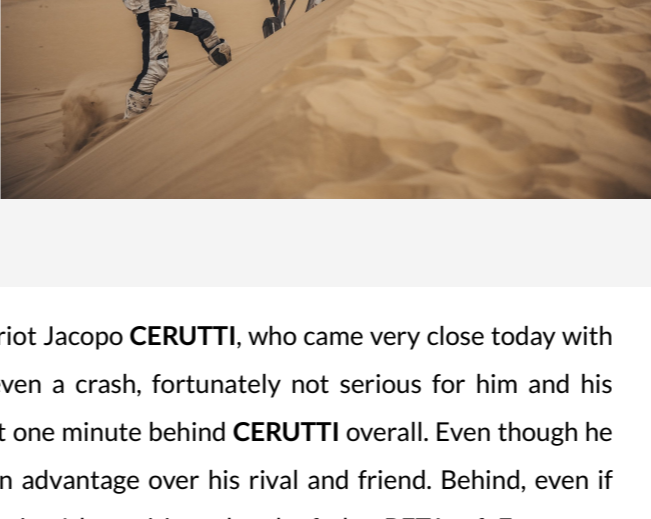 riot Jacopo CERUTTI, who came very close today with
ven a crash, fortunately not serious for him and his
t one minute behind CERUTTI overall. Even though he
n advantage over his rival and friend. Behind, even if